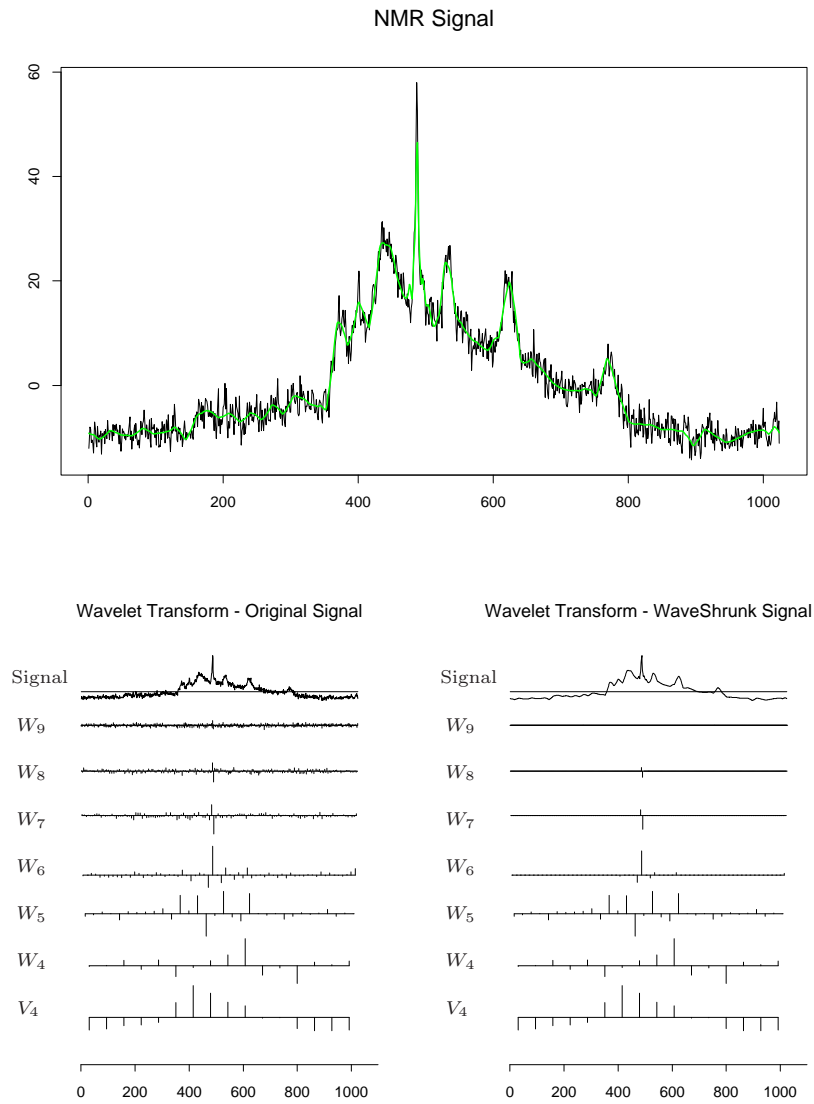 NMR Signal
60
40
20
0
0 200 400 600 800 1000
Wavelet Transform - Original Signal
Signal
W9
W8
W7
W6
W5
W4
V4
0 200 400 600 800 1000
Wavelet Transform - WaveShrunk Signal
Signal
W9
W8
W7
W6
W5
W4
V4
0 200 400 600 800 1000